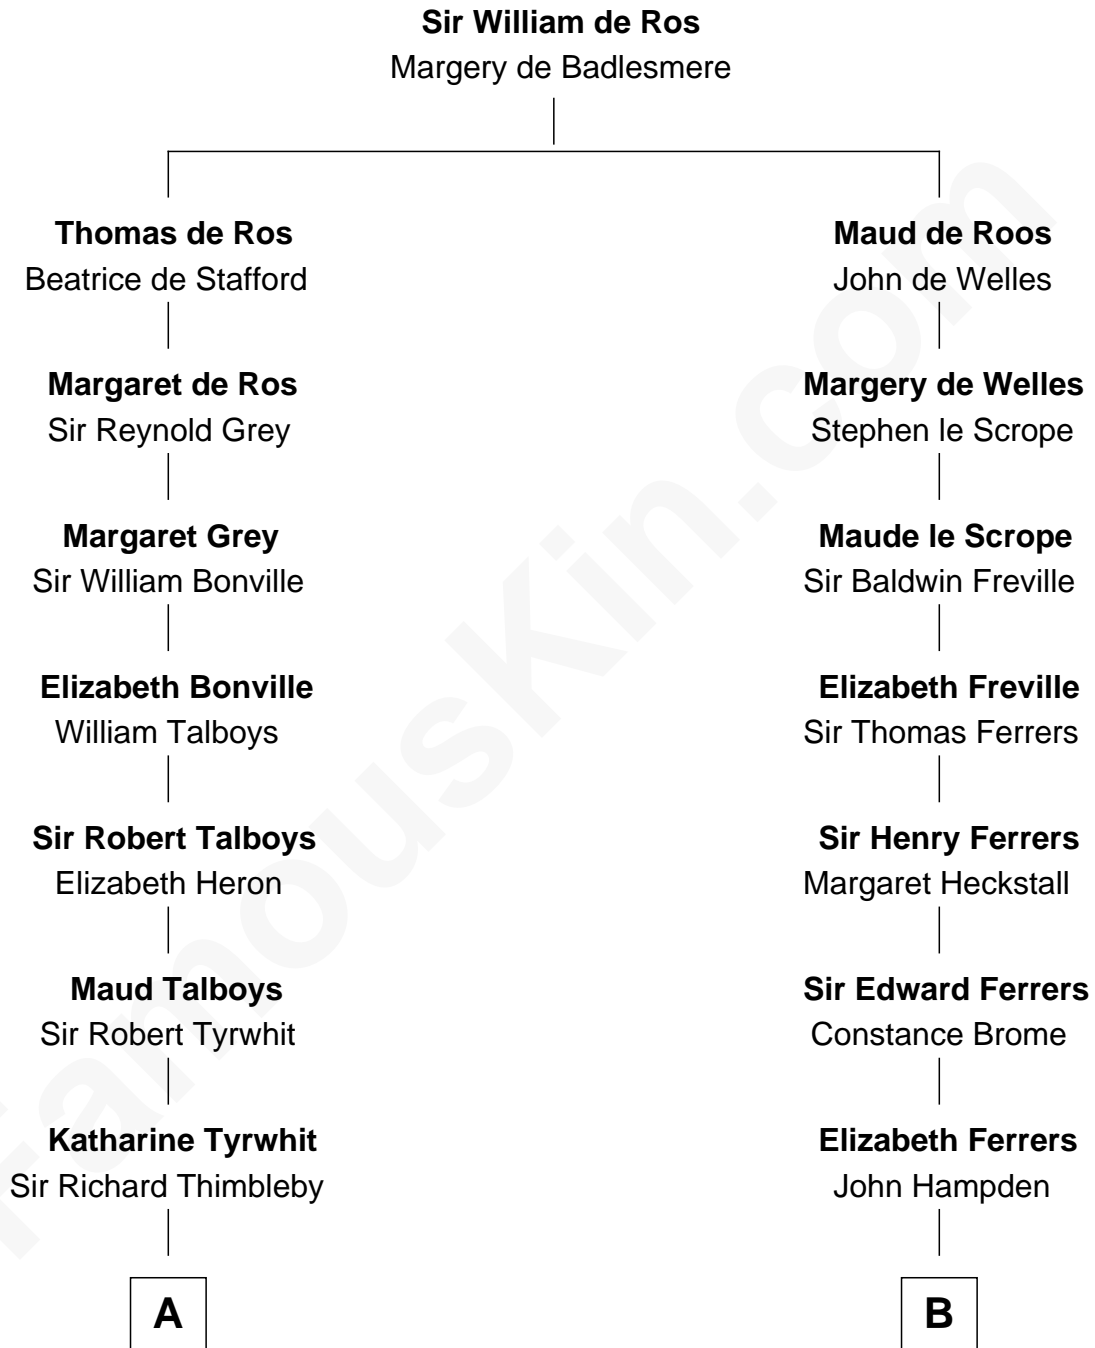 Sir William de Ros
Margery de Badlesmere
Thomas de Ros
Beatrice de Stafford
Margaret de Ros
Sir Reynold Grey
Margaret Grey
Sir William Bonville
Elizabeth Bonville
William Talboys
Sir Robert Talboys
Elizabeth Heron
Maud Talboys
Sir Robert Tyrwhit
Katharine Tyrwhit
Sir Richard Thimbleby
A
Maud de Roos
John de Welles
Margery de Welles
Stephen le Scrope
Maude le Scrope
Sir Baldwin Freville
Elizabeth Freville
Sir Thomas Ferrers
Sir Henry Ferrers
Margaret Heckstall
Sir Edward Ferrers
Constance Brome
Elizabeth Ferrers
John Hampden
B
FamousKin.com